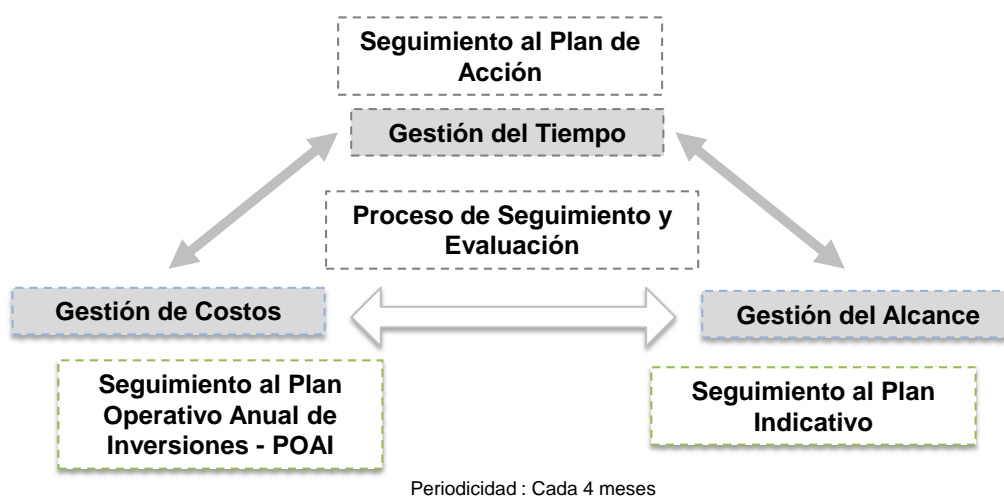 Seguimiento al Plan de
Acción
Gestión del Tiempo
Proceso de Seguimiento y
Evaluación
Gestión de Costos
Gestión del Alcance
Seguimiento al Plan
Operativo Anual de
Inversiones - POAI
Seguimiento al Plan
Indicativo
Periodicidad : Cada 4 meses